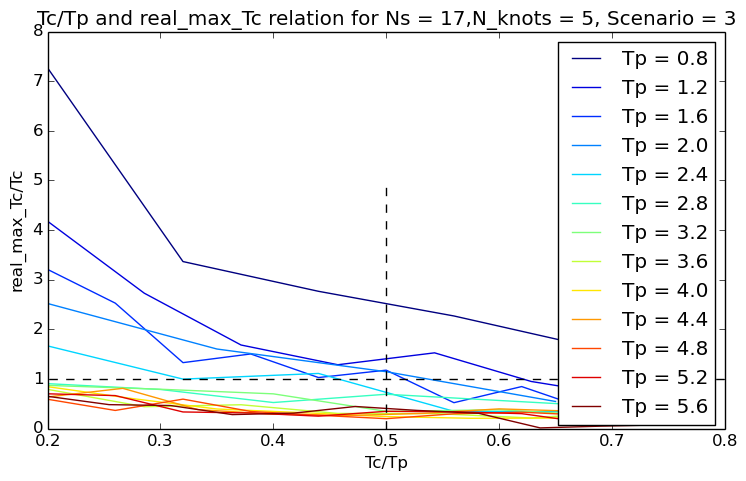 Tc/Tp and real_max_Tc relation for Ns = 17,N_knots = 5, Scenario = 3
8
7
6
5
4
3
2
1
0
real_max_Tc/Tc
0.2 0.3 0.4 0.5 0.6 0.7 0.8
Tc/Tp
Tp = 0.8
Tp = 1.2
Tp = 1.6
Tp = 2.0
Tp = 2.4
Tp = 2.8
Tp = 3.2
Tp = 3.6
Tp = 4.0
Tp = 4.4
Tp = 4.8
Tp = 5.2
Tp = 5.6